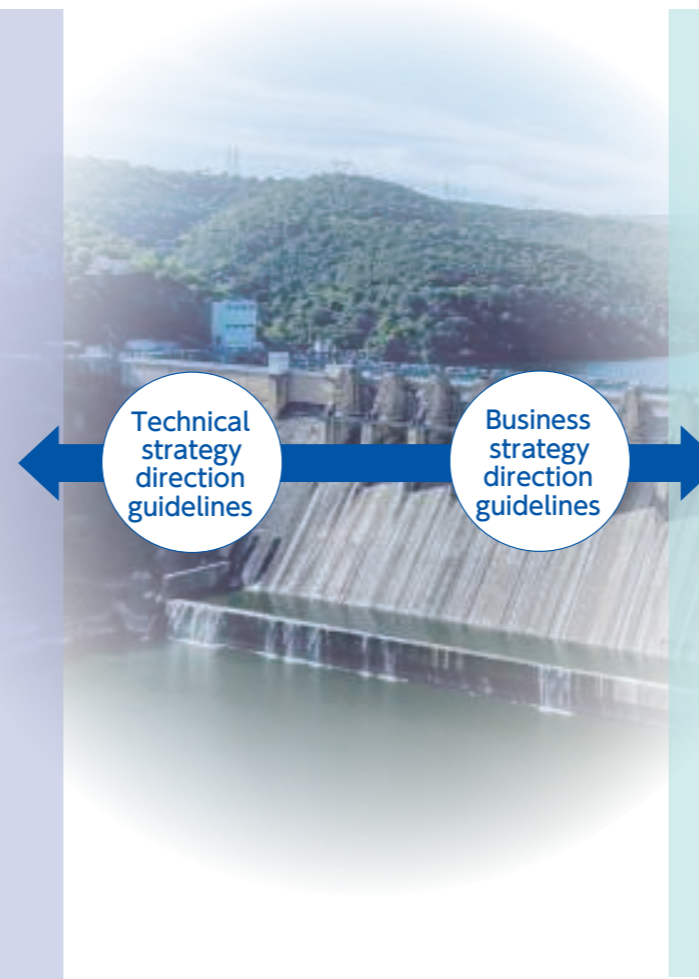 Technical
strategy
direction
guidelines
Business
strategy
direction
guidelines